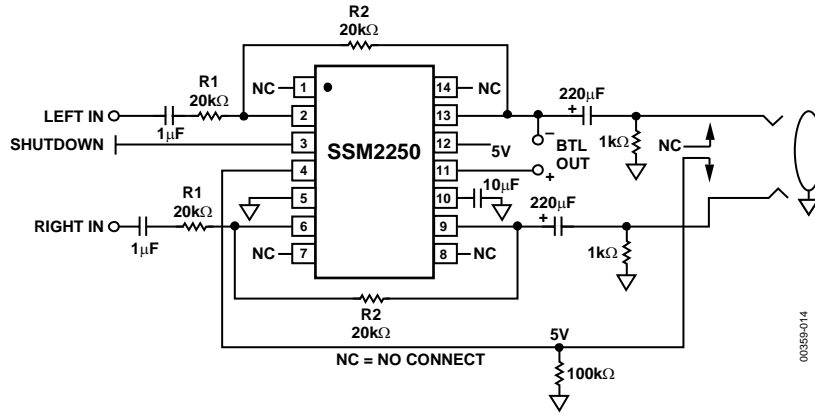 R2
20kΩ
NC
1
14
NC
R1
20kΩ
220μF
+
LEFT IN
1μF
2
13
SHUTDOWN
3
SSM2250
12
5V
−
BTL
OUT
+
1kΩ
NC
4
11
5
10
10μF
R1
20kΩ
220μF
+
RIGHT IN
1μF
6
9
NC
7
8
NC
1kΩ
R2
20kΩ
5V
NC = NO CONNECT
100kΩ
00359-014